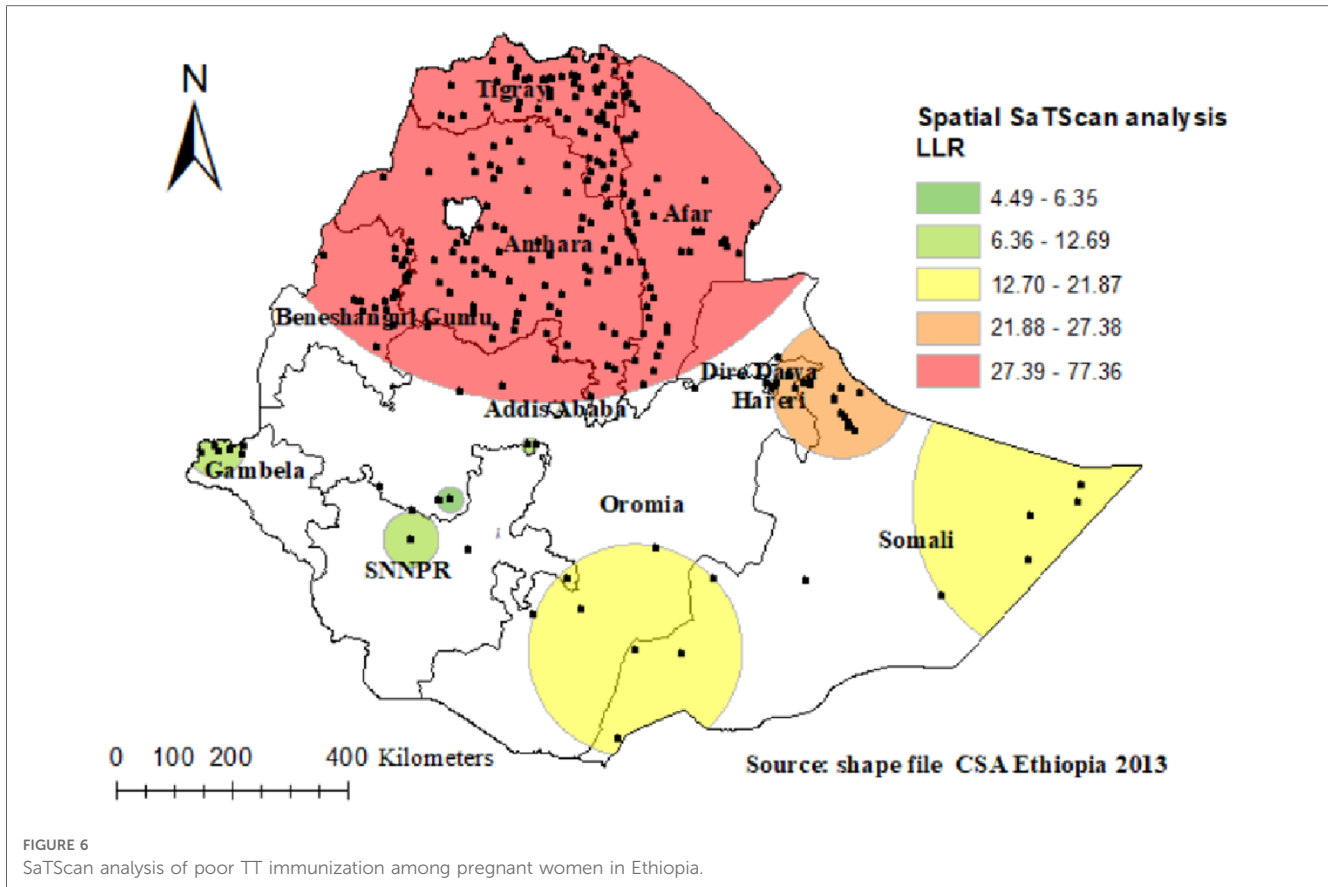 N
Tigray
Afar
Amhara
Beneshangul Gumu
Dire Dawa
Hareri
Addis Ababa
Gambela
Oromia
Somali
SNNPR
Spatial SaTScan analysis
LLR
4.49 - 6.35
6.36 - 12.69
12.70 - 21.87
21.88 - 27.38
27.39 - 77.36
0 100 200 400 Kilometers
Source: shape file CSA Ethiopia 2013
FIGURE 6
SaTScan analysis of poor TT immunization among pregnant women in Ethiopia.